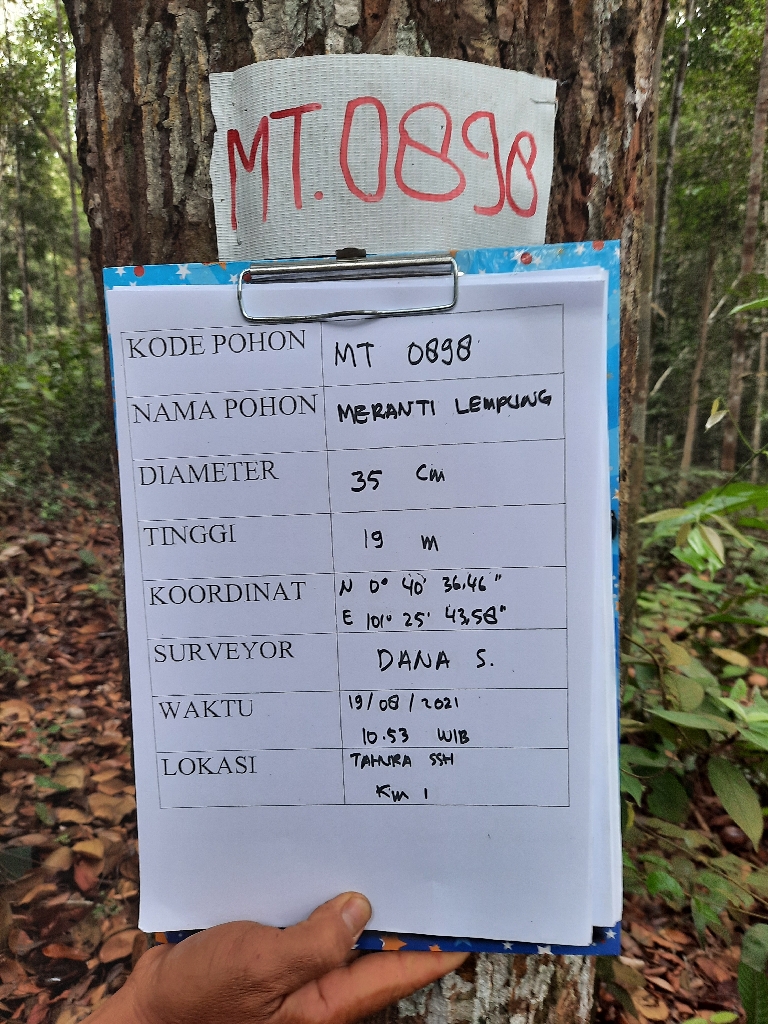 MT. 0898
KODE POHON MT 0898
NAMA POHON MERANTI LEMPUNG
DIAMETER 35 Cm
TINGGI 19 m
KOORDINAT N 0° 40' 36.46"
E 101° 25' 43.58"
SURVEYOR DANA S.
WAKTU 19/08/2021
10.53 WIB
LOKASI TAHURA SSH
Km 1